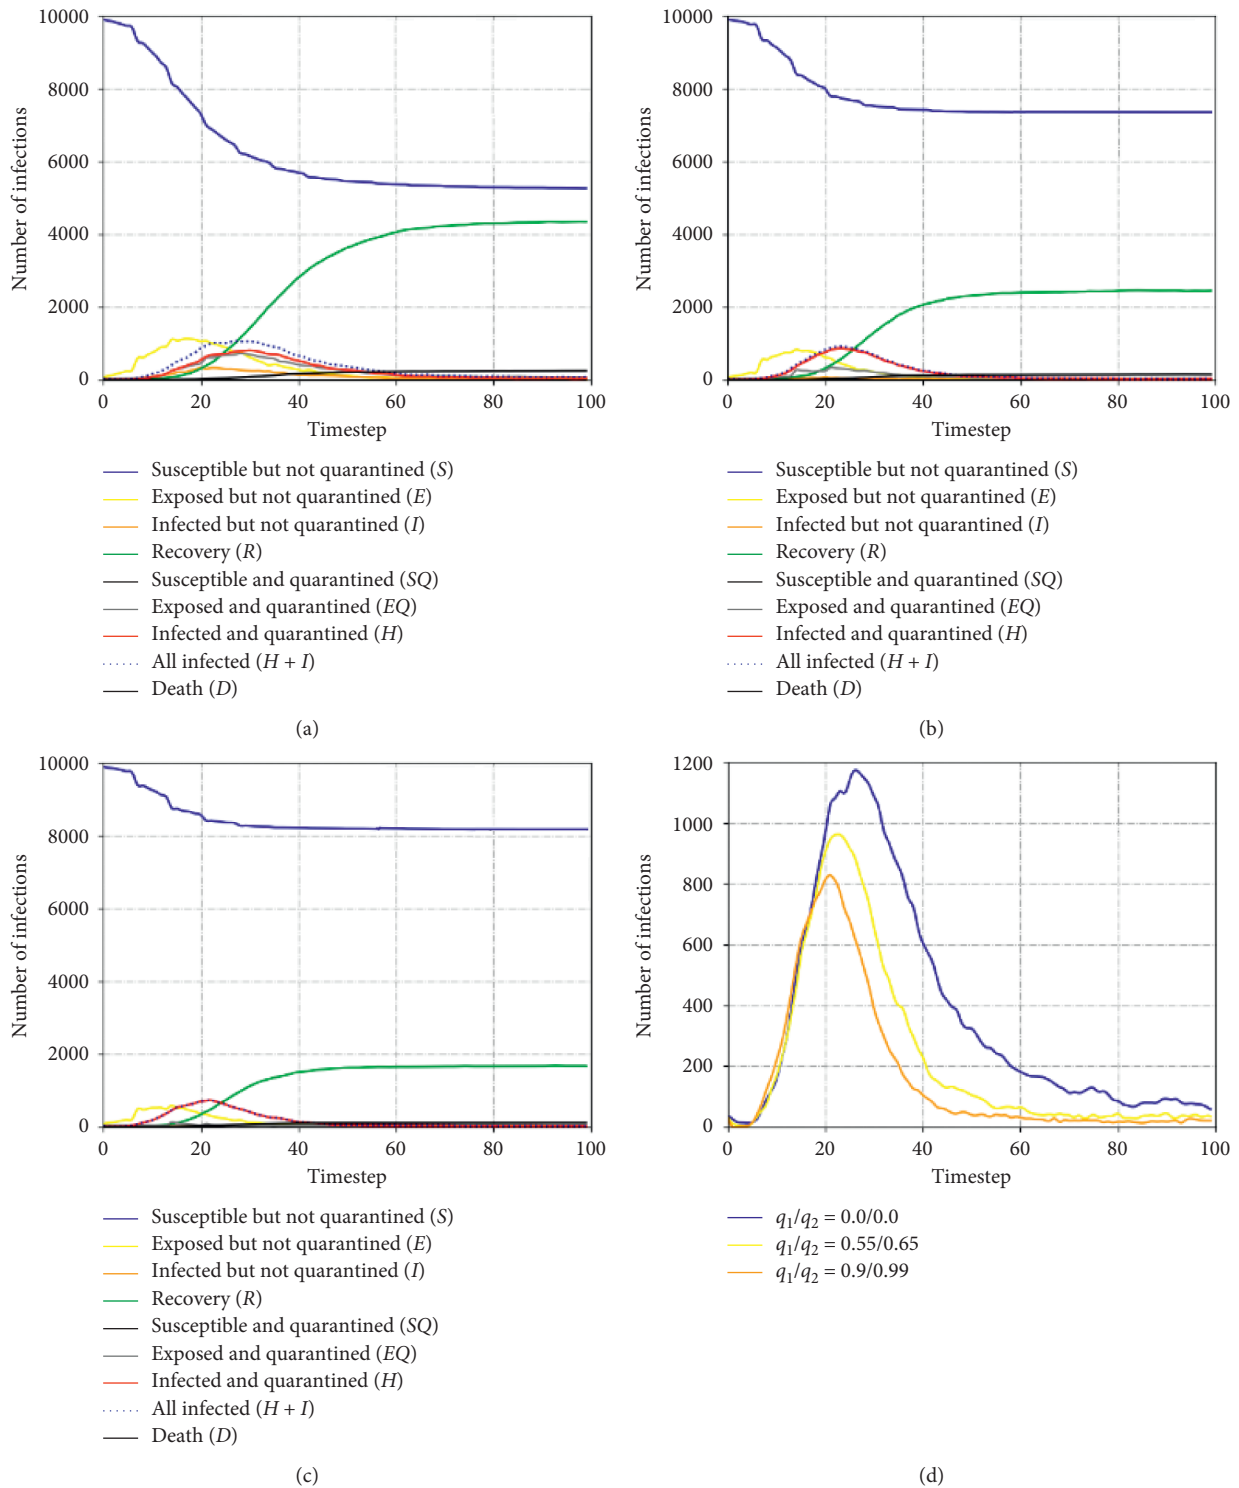 10000
8000
6000
4000
2000
0
Number of infections
0 20 40 60 80 100
Timestep
Susceptible but not quarantined (S)
Exposed but not quarantined (E)
Infected but not quarantined (I)
Recovery (R)
Susceptible and quarantined (SQ)
Exposed and quarantined (EQ)
Infected and quarantined (H)
All infected (H + I)
Death (D)
(a)
10000
8000
6000
4000
2000
0
Number of infections
0 20 40 60 80 100
Timestep
Susceptible but not quarantined (S)
Exposed but not quarantined (E)
Infected but not quarantined (I)
Recovery (R)
Susceptible and quarantined (SQ)
Exposed and quarantined (EQ)
Infected and quarantined (H)
All infected (H + I)
Death (D)
(b)
10000
8000
6000
4000
2000
0
Number of infections
0 20 40 60 80 100
Timestep
Susceptible but not quarantined (S)
Exposed but not quarantined (E)
Infected but not quarantined (I)
Recovery (R)
Susceptible and quarantined (SQ)
Exposed and quarantined (EQ)
Infected and quarantined (H)
All infected (H + I)
Death (D)
(c)
1200
1000
800
600
400
200
0
Number of infections
0 20 40 60 80 100
Timestep
q₁/q₂ = 0.0/0.0
q₁/q₂ = 0.55/0.65
q₁/q₂ = 0.9/0.99
(d)